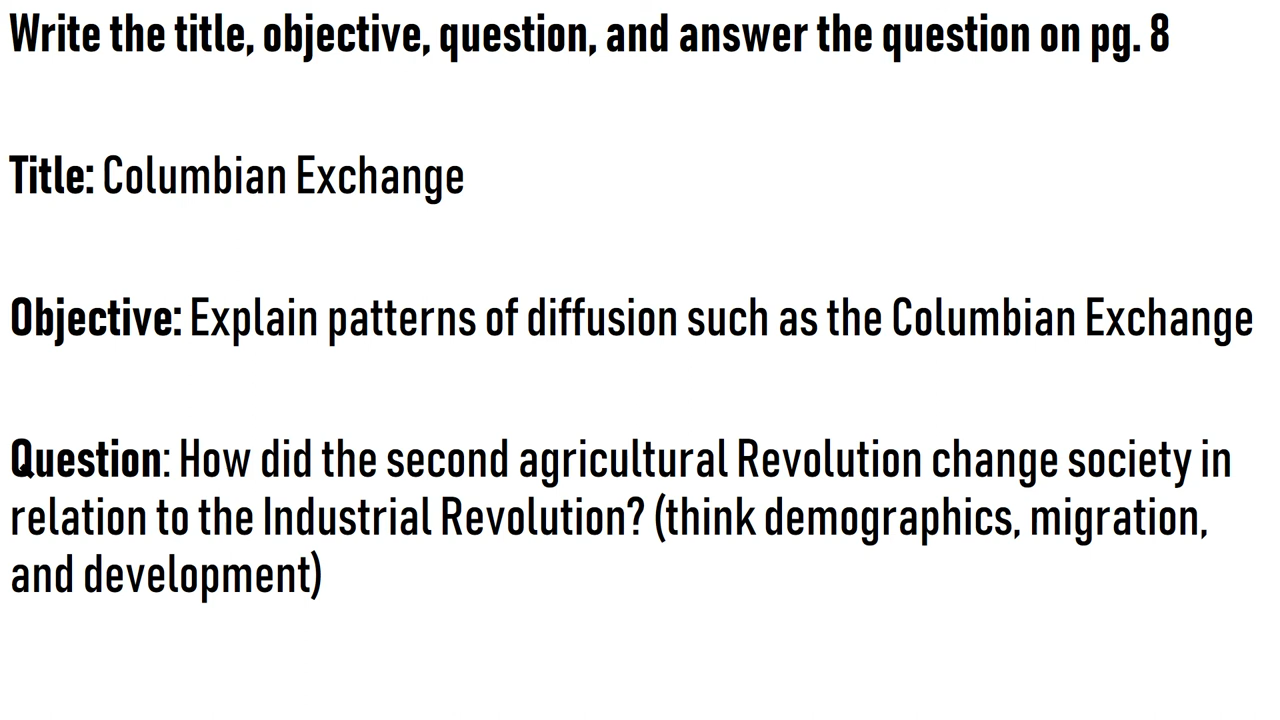 Write the title, objective, question, and answer the question on pg. 8
Title: Columbian Exchange
Objective: Explain patterns of diffusion such as the Columbian Exchange
Question: How did the second agricultural Revolution change society in
relation to the Industrial Revolution? (think demographics, migration,
and development)